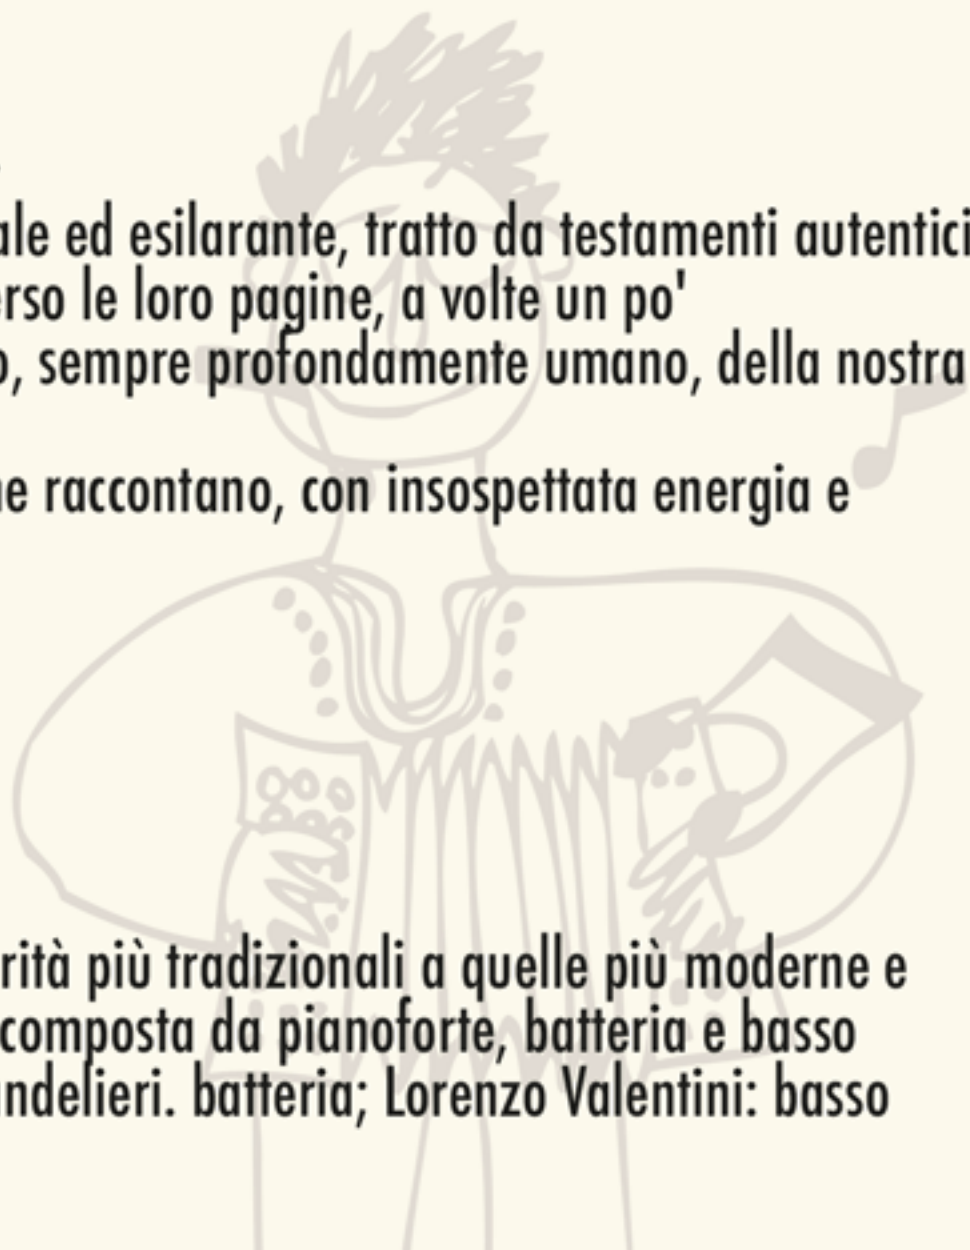 ale ed esilarante, tratto da testamenti autentici
erso le loro pagine, a volte un po'
o, sempre profondamente umano, della nostra
he raccontano, con insospettata energia e
rità più tradizionali a quelle più moderne e
composta da pianoforte, batteria e basso
ndelieri. batteria; Lorenzo Valentini: basso